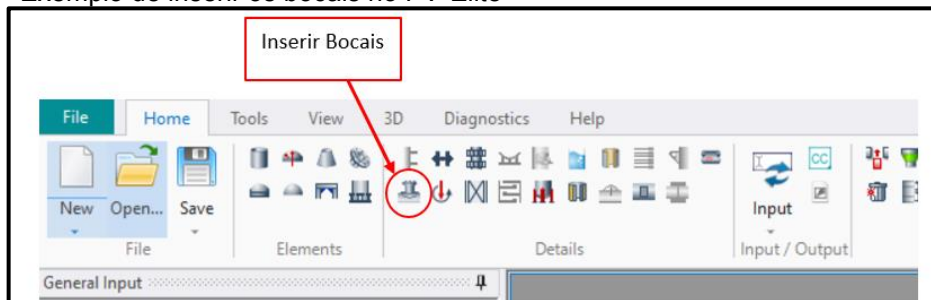 Inserir Bocais
File Home Tools View 3D Diagnostics Help
CC
New Open... Save Input
File Elements Details Input / Output
General Input